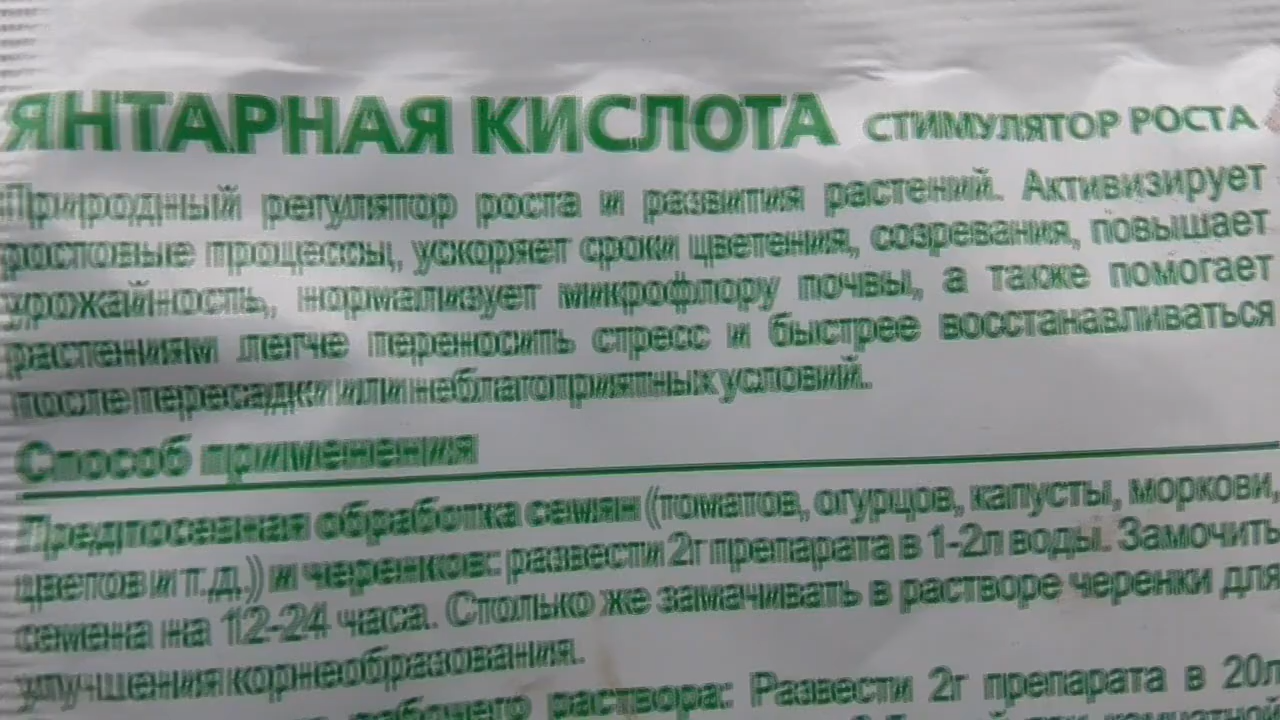 ЯНТАРНАЯ КИСЛОТА СТИМУЛЯТОР РОСТА
Природный регулятор роста и развития растений. Активизирует
ростовые процессы, ускоряет сроки цветения, созревания, повышает
урожайность, нормализует микрофлору почвы, а также помогает
растениям легче переносить стресс и быстрее восстанавливаться
после пересадки или неблагоприятных условий.
Способ применения
Предпосевная обработка семян (томатов, огурцов, капусты, моркови,
цветов и т.д.) и черенков: развести 2г препарата в 1-2л воды. Замочить
семена на 12-24 часа. Столько же замачивать в растворе черенки для
улучшения корнеобразования.
рабочего раствора: Развести 2г препарата в 20л